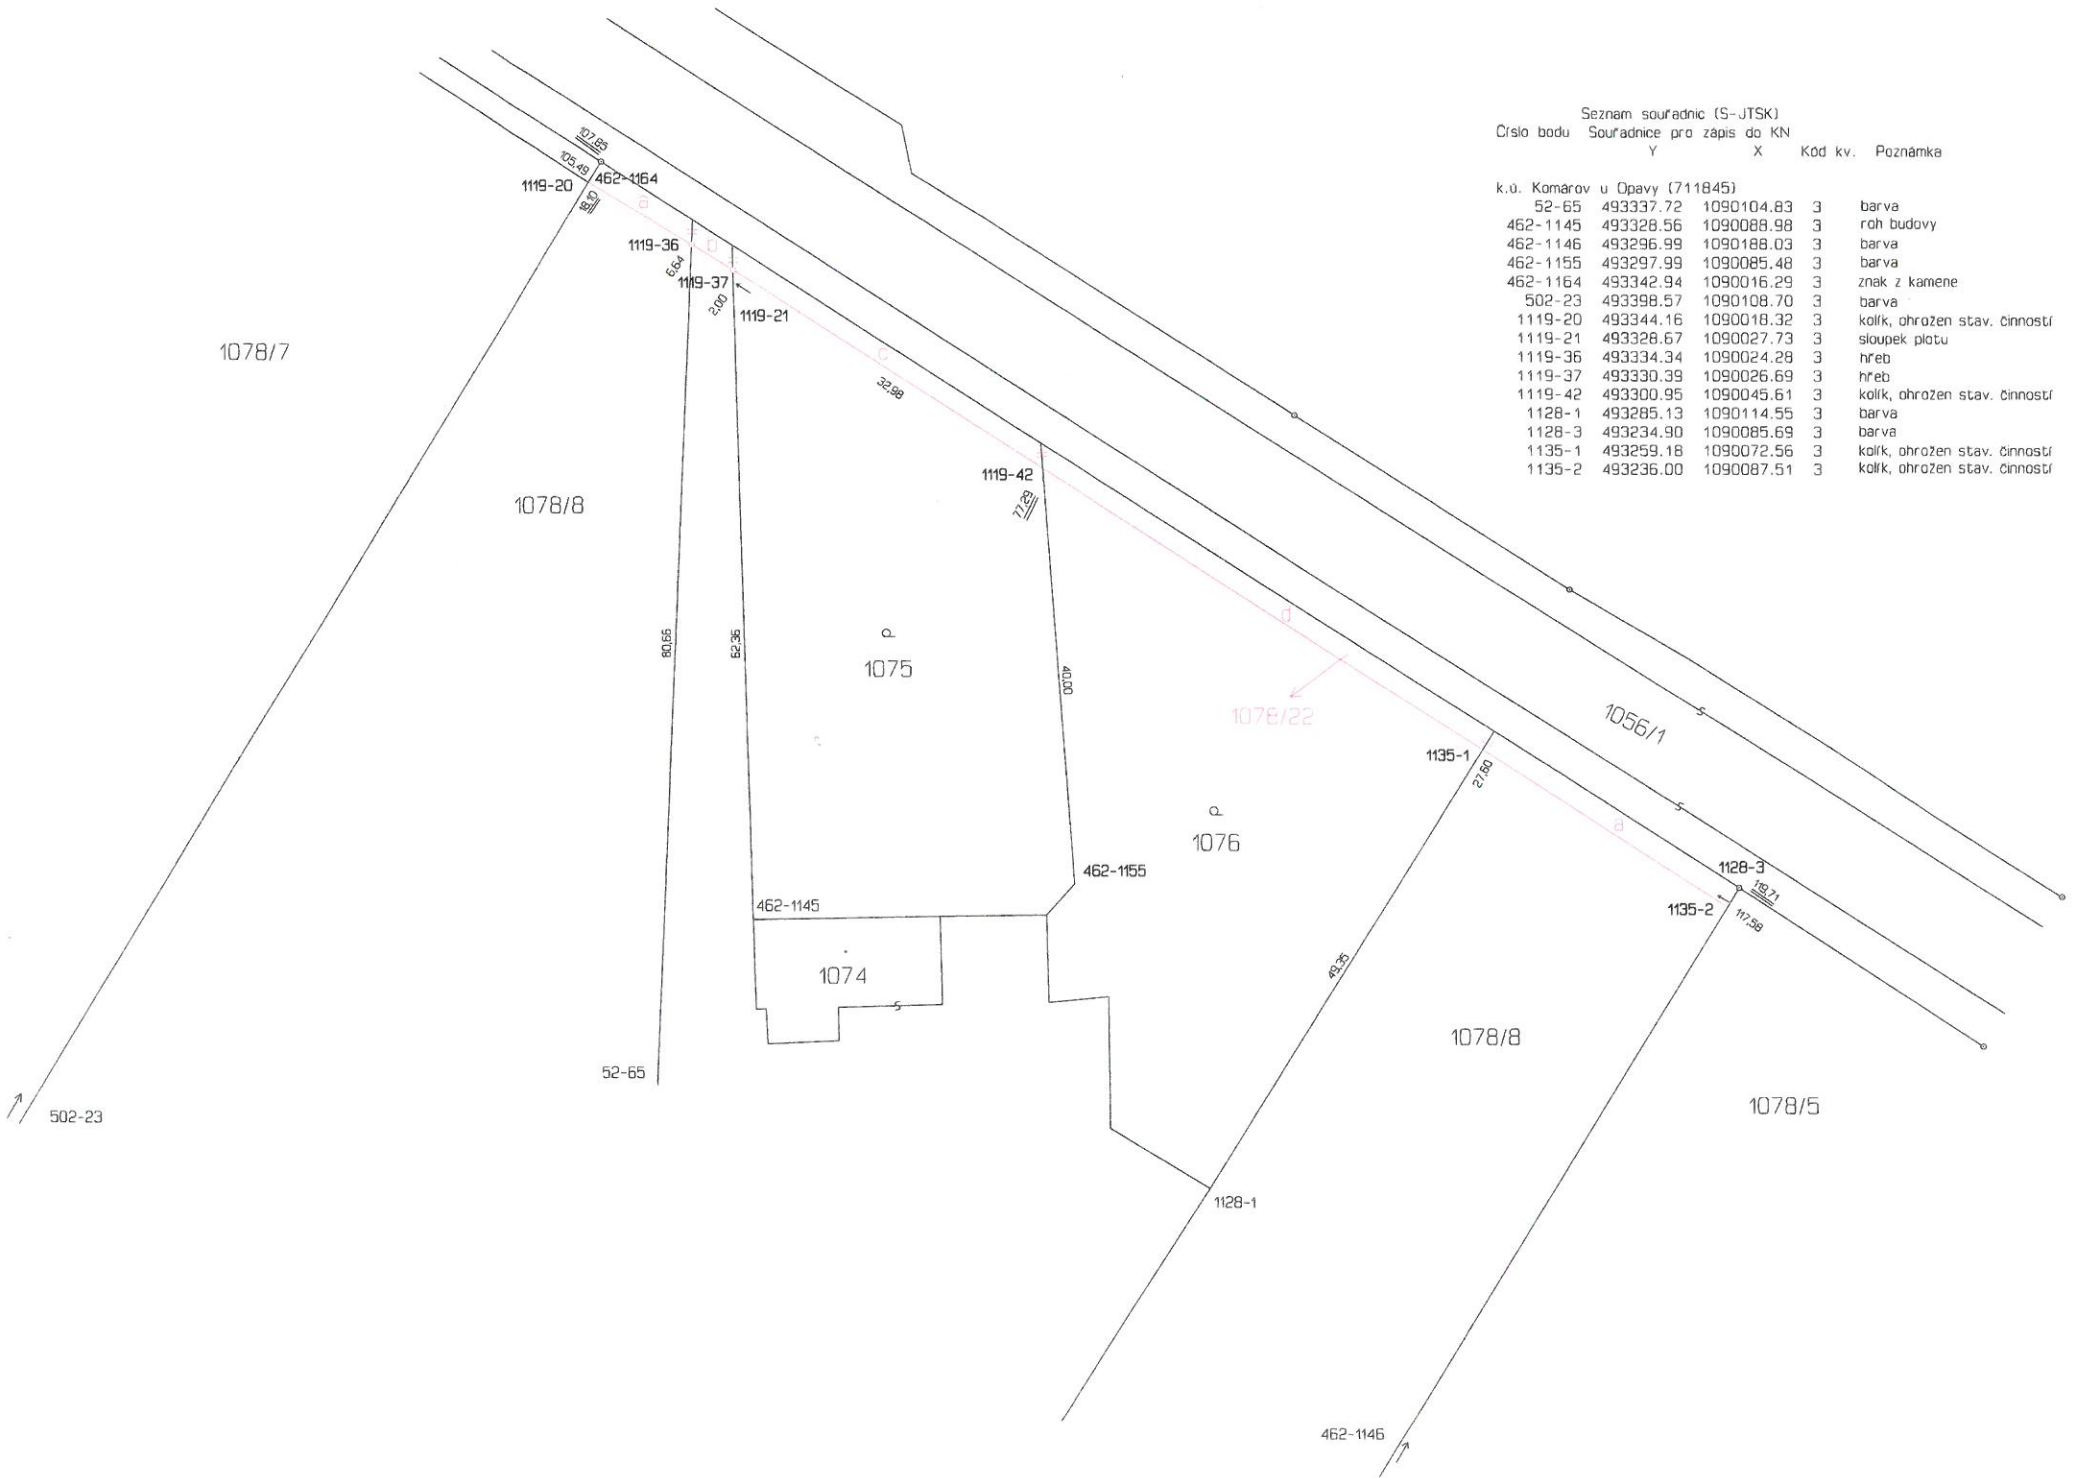 Seznam souřadnic (S-JTSK)
Číslo bodu Souřadnice pro zápis do KN
Y X Kód kv. Poznámka
k.ú. Komárov u Opavy (711845)
52-65 493337.72 1090104.83 3 barva
462-1145 493328.56 1090088.98 3 roh budovy
462-1146 493296.99 1090188.03 3 barva
462-1155 493297.99 1090085.48 3 barva
462-1164 493342.94 1090016.29 3 znak z kamene
502-23 493398.57 1090108.70 3 barva
1119-20 493344.16 1090018.32 3 kolík, ohrožen stav. činností
1119-21 493328.67 1090027.73 3 sloupek plotu
1119-36 493334.34 1090024.28 3 hřeb
1119-37 493330.39 1090026.69 3 hřeb
1119-42 493300.95 1090045.61 3 kolík, ohrožen stav. činností
1128-1 493285.13 1090114.55 3 barva
1128-3 493234.90 1090085.69 3 barva
1135-1 493259.18 1090072.56 3 kolík, ohrožen stav. činností
1135-2 493236.00 1090087.51 3 kolík, ohrožen stav. činností
107,85
105,49
1119-20 462-1164
18,10
a
1119-36
b
6,64
1119-37
2,00
1119-21
1078/7
c
32,98
1119-42
77,29
1078/8
80,66
62,36
1075
40,00
d
1078/22
1056/1
1135-1
27,60
1076
a
462-1155
1128-3
119,71
1135-2
117,58
462-1145
1074
49,35
1078/8
52-65
502-23
1078/5
1128-1
462-1146